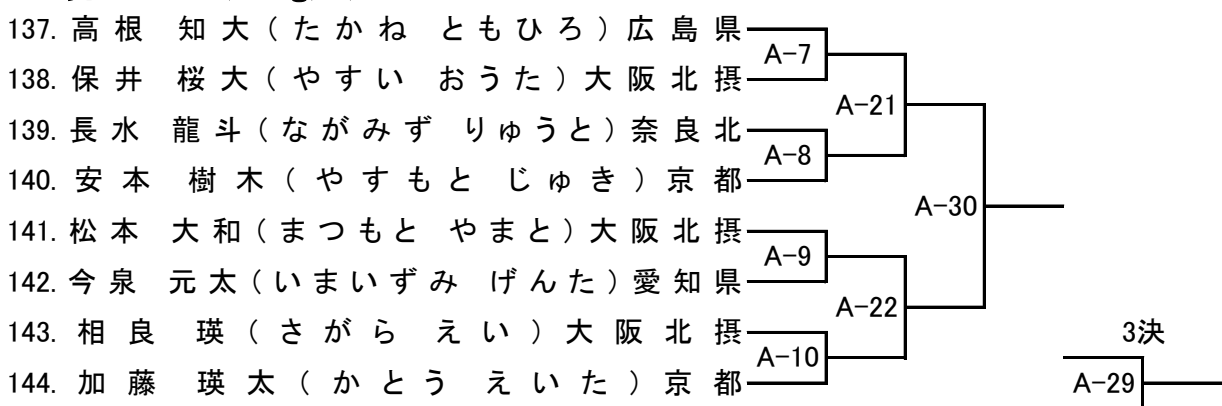 137. 高根 知大(たかね ともひろ)広島県
A-7
138. 保井 桜大(やすい おうた)大阪北摂
A-21
139. 長水 龍斗(ながみず りゅうと)奈良北
A-8
140. 安本 樹木(やすもと じゅき)京都
A-30
141. 松本 大和(まつもと やまと)大阪北摂
A-9
142. 今泉 元太(いまいずみ げんた)愛知県
A-22
143. 相良 瑛(さがら えい)大阪北摂
3決
A-10
144. 加藤 瑛太(かとう えいた)京都
A-29